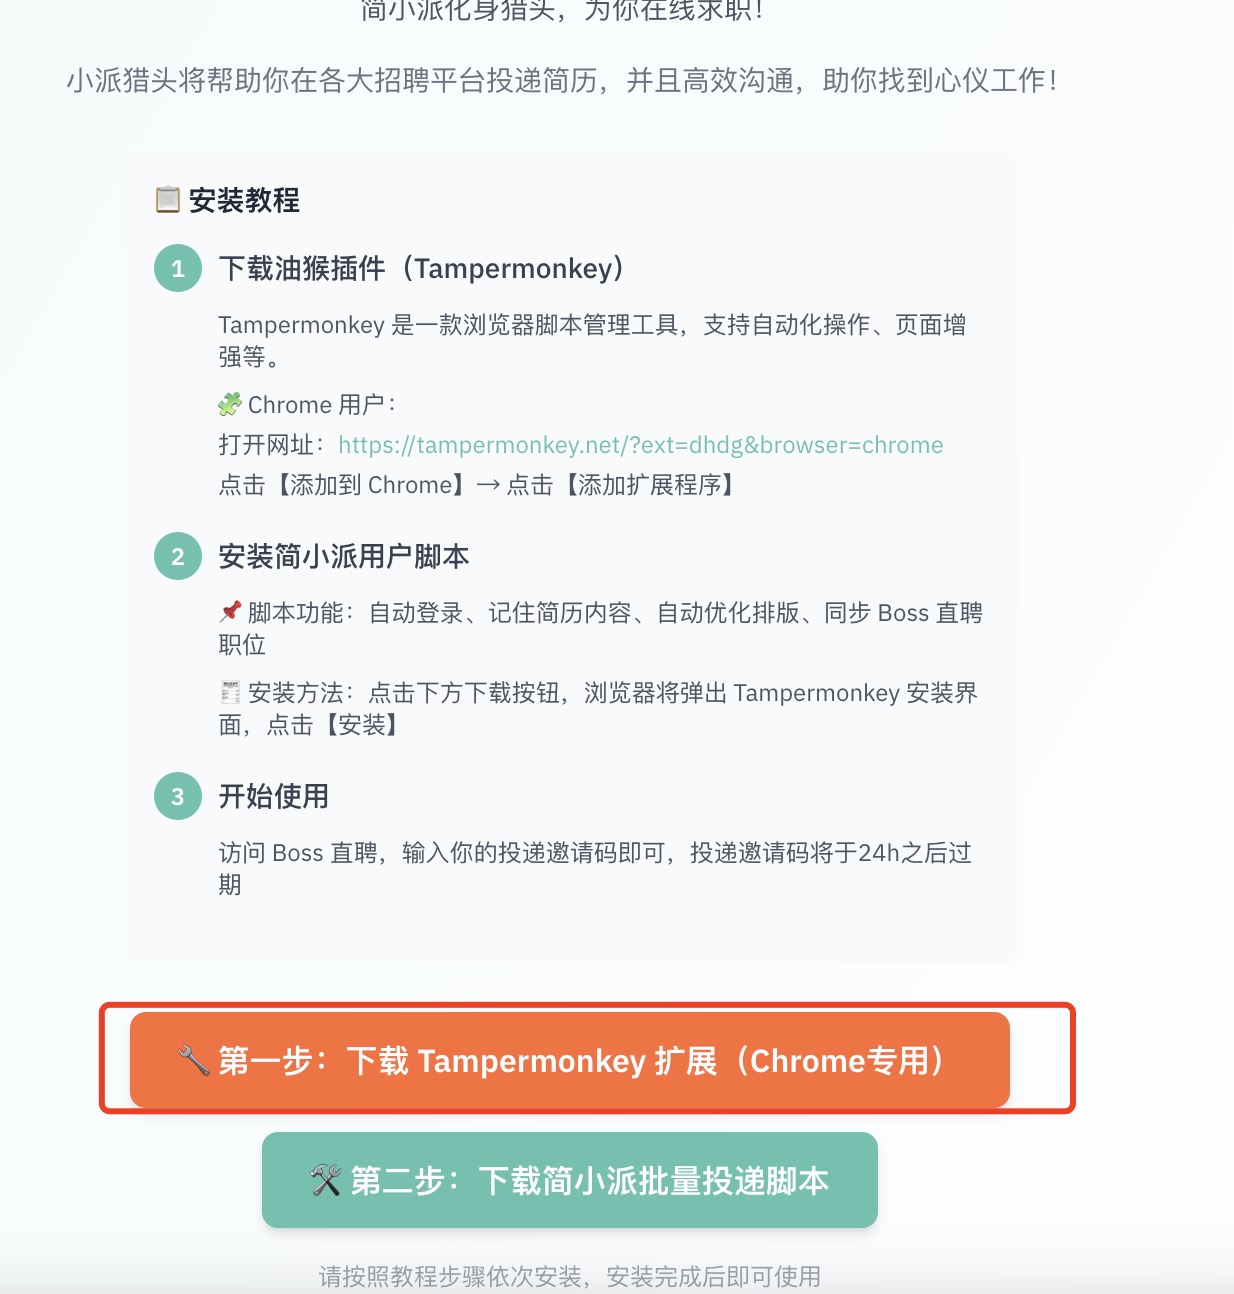 简小派化身猎头，为你在线求职！
小派猎头将帮助你在各大招聘平台投递简历，并且高效沟通，助你找到心仪工作！
安装教程
1 下载油猴插件（Tampermonkey）
Tampermonkey 是一款浏览器脚本管理工具，支持自动化操作、页面增
强等。
Chrome 用户：
打开网址：https://tampermonkey.net/?ext=dhdg&browser=chrome
点击【添加到 Chrome】→ 点击【添加扩展程序】
2 安装简小派用户脚本
脚本功能：自动登录、记住简历内容、自动优化排版、同步 Boss 直聘
职位
安装方法：点击下方下载按钮，浏览器将弹出 Tampermonkey 安装界
面，点击【安装】
3 开始使用
访问 Boss 直聘，输入你的投递邀请码即可，投递邀请码将于24h之后过
期
第一步：下载 Tampermonkey 扩展（Chrome专用）
第二步：下载简小派批量投递脚本
请按照教程步骤依次安装，安装完成后即可使用